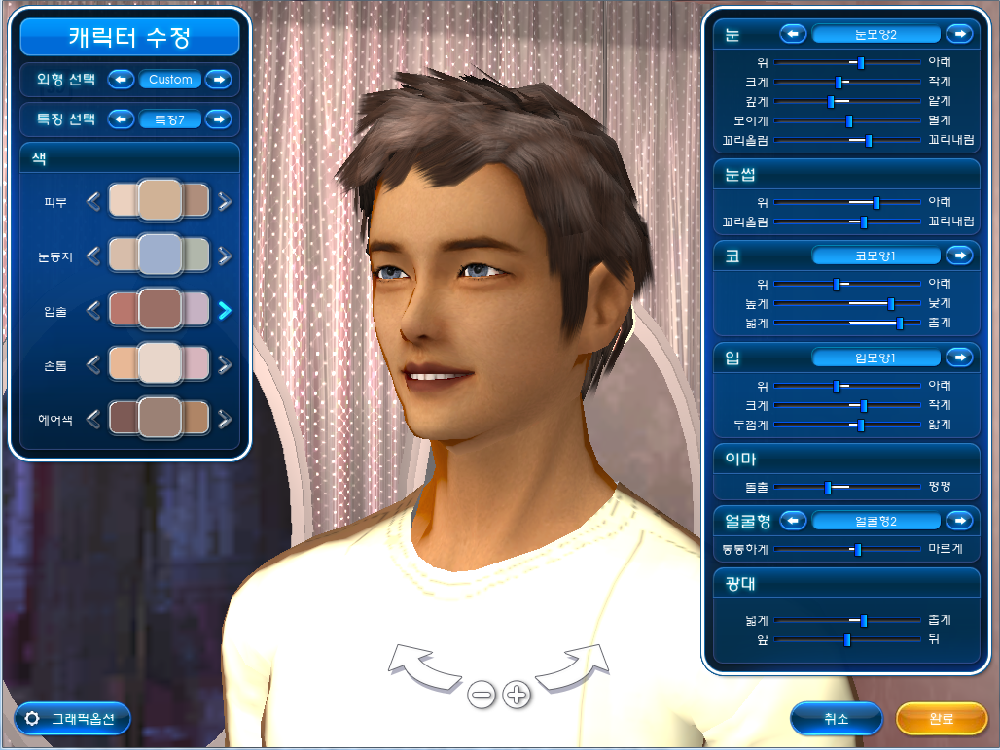 캐릭터 수정
외형 선택 Custom
특징 선택 특징7
색
피부
눈동자
입술
손톱
헤어색
그래픽옵션
눈 눈모양2
위 아래
크게 작게
깊게 얕게
모이게 멀게
꼬리올림 꼬리내림
눈썹
위 아래
꼬리올림 꼬리내림
코 코모양1
위 아래
높게 낮게
넓게 좁게
입 입모양1
위 아래
크게 작게
두껍게 얇게
이마
돌출 평평
얼굴형 얼굴형2
통통하게 마르게
광대
넓게 좁게
앞 뒤
취소 완료